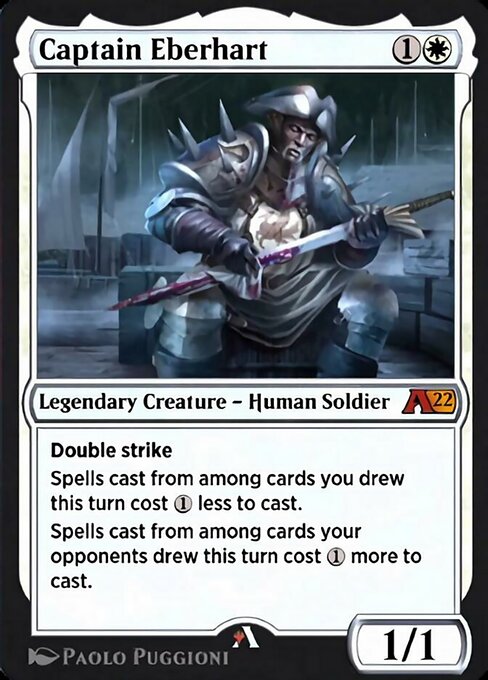 Captain Eberhart 1
Legendary Creature – Human Soldier A22
Double strike
Spells cast from among cards you drew
this turn cost 1 less to cast.
Spells cast from among cards your
opponents drew this turn cost 1 more to
cast.
1/1
Paolo Puggioni